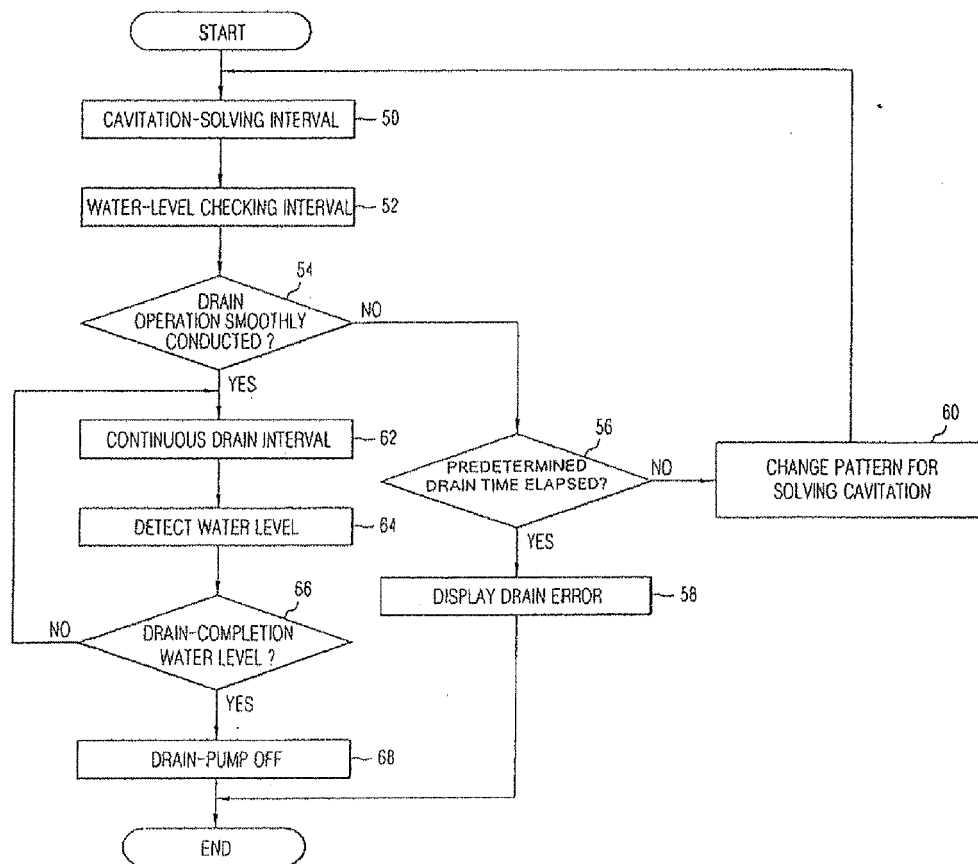 START
CAVITATION-SOLVING INTERVAL
50
WATER-LEVEL CHECKING INTERVAL
52
54
DRAIN
OPERATION SMOOTHLY
CONDUCTED ?
NO
YES
CONTINUOUS DRAIN INTERVAL
62
56
PREDETERMINED
DRAIN TIME ELAPSED?
NO
60
CHANGE PATTERN FOR
SOLVING CAVITATION
DETECT WATER LEVEL
64
YES
DISPLAY DRAIN ERROR
58
66
NO
DRAIN-COMPLETION
WATER LEVEL ?
YES
DRAIN-PUMP OFF
68
END